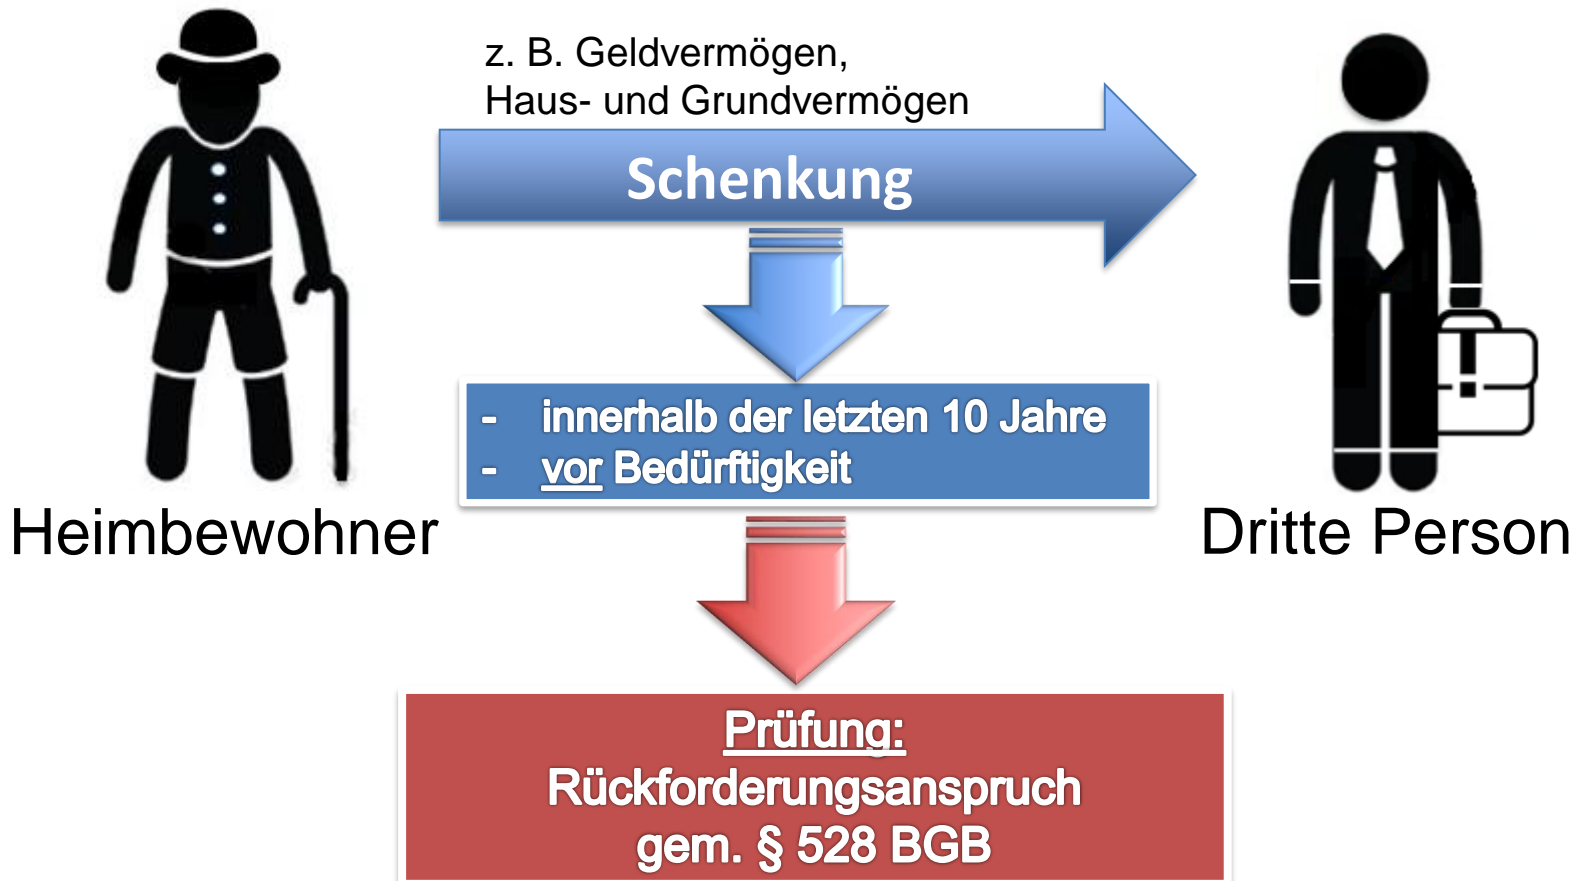 z. B. Geldvermögen,
Haus- und Grundvermögen
Schenkung
- innerhalb der letzten 10 Jahre
- vor Bedürftigkeit
Heimbewohner
Dritte Person
Prüfung:
Rückforderungsanspruch
gem. § 528 BGB